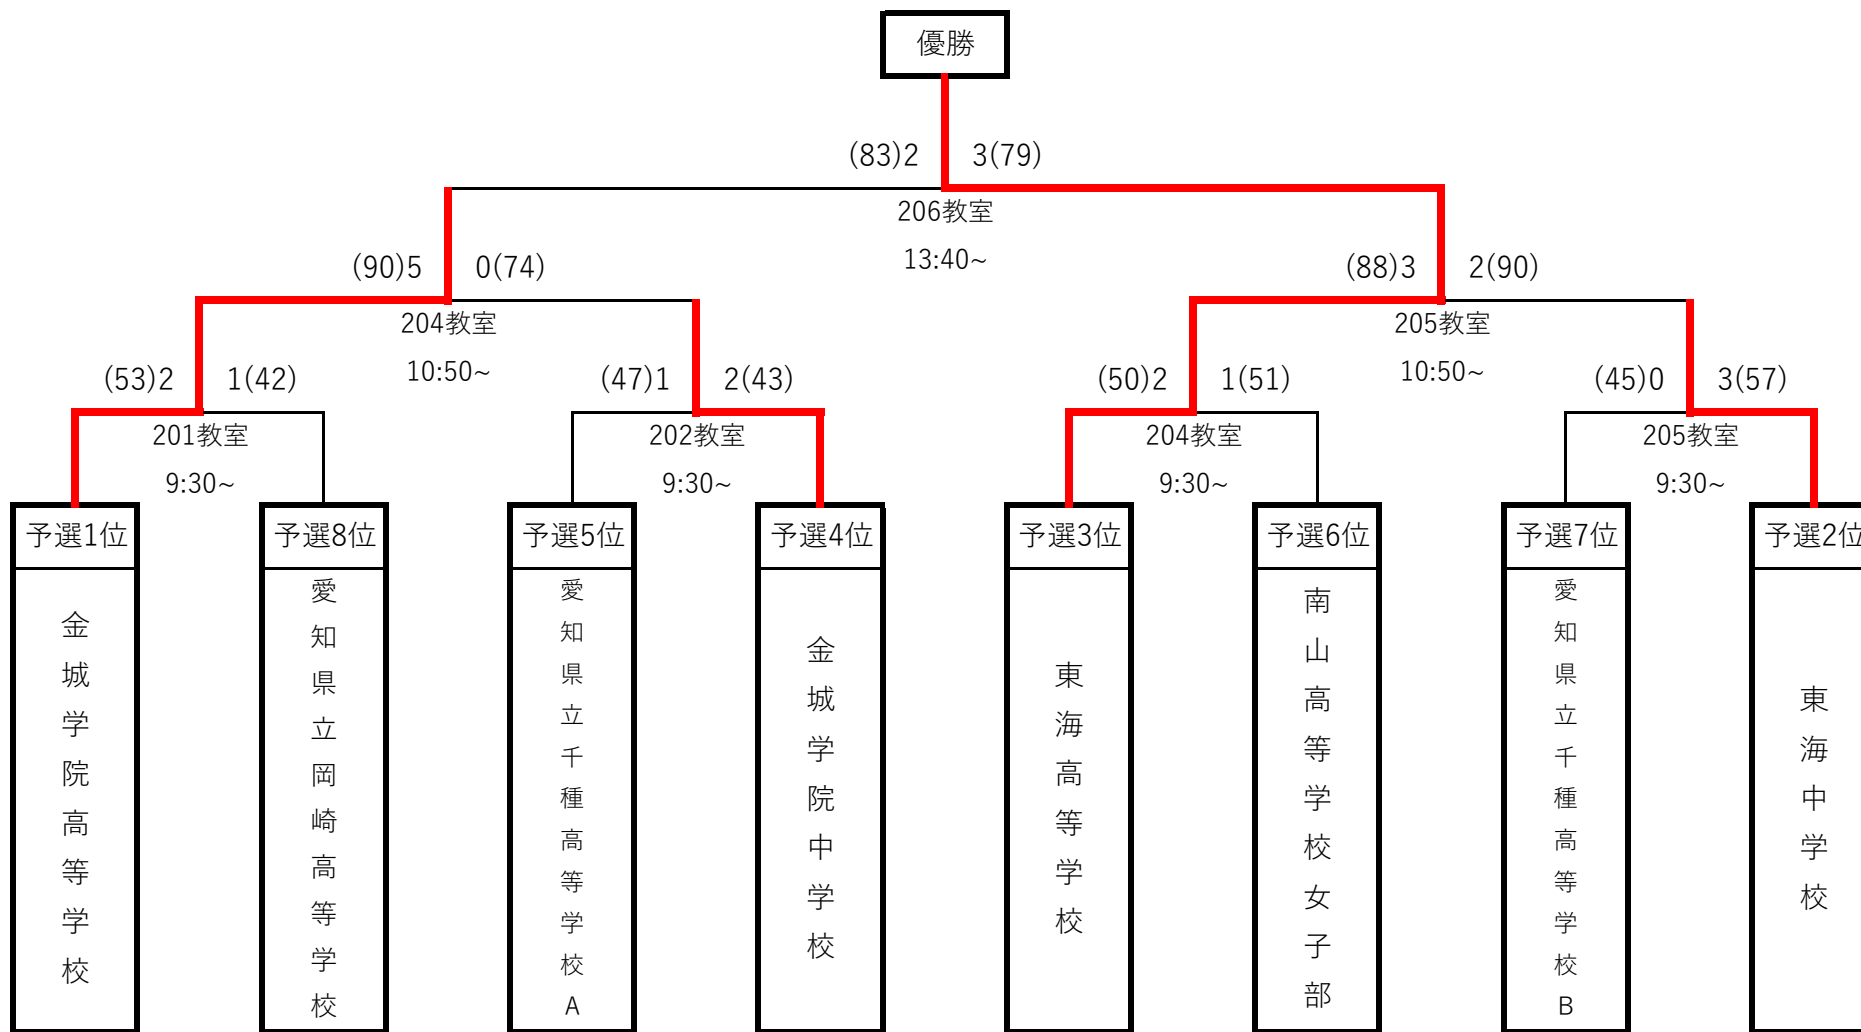 優勝
(83)2 3(79)
206教室
13:40~
(90)5 0(74)
(88)3 2(90)
204教室
10:50~
205教室
10:50~
(53)2 1(42)
(47)1 2(43)
(50)2 1(51)
(45)0 3(57)
201教室
9:30~
202教室
9:30~
204教室
9:30~
205教室
9:30~
予選1位
金城学院高等学校
予選8位
愛知県立岡崎高等学校
予選5位
愛知県立千種高等学校A
予選4位
金城学院中学校
予選3位
東海高等学校
予選6位
南山高等学校女子部
予選7位
愛知県立千種高等学校B
予選2位
東海中学校